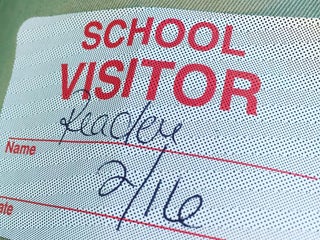 SCHOOL
VISITOR
Reader
Name
2/16
ate